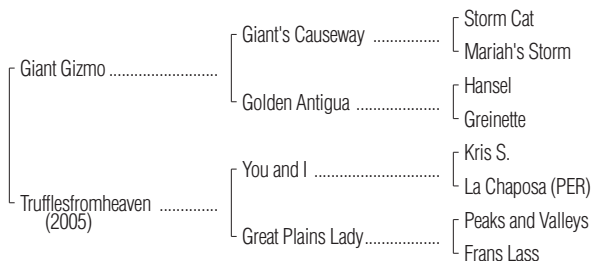 Storm Cat
Giant's Causeway ................
Mariah's Storm
Giant Gizmo ..........................
Hansel
Golden Antigua ....................
Greinette
Kris S.
You and I ..............................
La Chaposa (PER)
Trufflesfromheaven ..............
(2005)
Peaks and Valleys
Great Plains Lady..................
Frans Lass